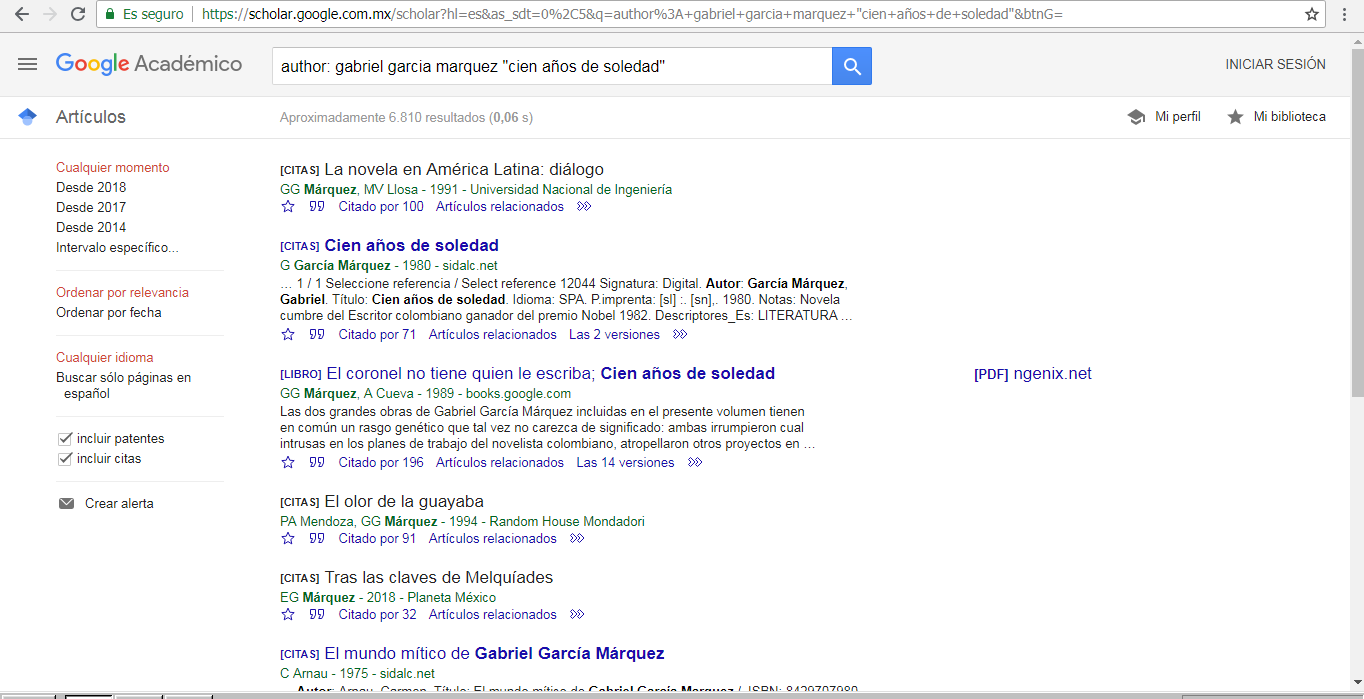 Es seguro https://scholar.google.com.mx/scholar?hl=es&as_sdt=0%2C5&q=author%3A+gabriel+garcia+marquez+"cien+años+de+soledad"&btnG=
Google Académico
author: gabriel garcia marquez "cien años de soledad"
INICIAR SESIÓN
Artículos
Aproximadamente 6.810 resultados (0,06 s)
Mi perfil
Mi biblioteca
Cualquier momento
Desde 2018
Desde 2017
Desde 2014
Intervalo específico...
Ordenar por relevancia
Ordenar por fecha
Cualquier idioma
Buscar sólo páginas en
español
incluir patentes
incluir citas
Crear alerta
[CITAS] La novela en América Latina: diálogo
GG Márquez, MV Llosa - 1991 - Universidad Nacional de Ingeniería
Citado por 100 Artículos relacionados
[CITAS] Cien años de soledad
G García Márquez - 1980 - sidalc.net
... 1 / 1 Seleccione referencia / Select reference 12044 Signatura: Digital. Autor: García Márquez,
Gabriel. Título: Cien años de soledad. Idioma: SPA. P.imprenta: [sl] :. [sn],. 1980. Notas: Novela
cumbre del Escritor colombiano ganador del premio Nobel 1982. Descriptores_Es: LITERATURA ...
Citado por 71 Artículos relacionados Las 2 versiones
[LIBRO] El coronel no tiene quien le escriba; Cien años de soledad
GG Márquez, A Cueva - 1989 - books.google.com
Las dos grandes obras de Gabriel García Márquez incluidas en el presente volumen tienen
en común un rasgo genético que tal vez no carezca de significado: ambas irrumpieron cual
intrusas en los planes de trabajo del novelista colombiano, atropellaron otros proyectos en ...
Citado por 196 Artículos relacionados Las 14 versiones
[PDF] ngenix.net
[CITAS] El olor de la guayaba
PA Mendoza, GG Márquez - 1994 - Random House Mondadori
Citado por 91 Artículos relacionados
[CITAS] Tras las claves de Melquíades
EG Márquez - 2018 - Planeta México
Citado por 32 Artículos relacionados
[CITAS] El mundo mítico de Gabriel García Márquez
C Arnau - 1975 - sidalc.net
... Autor: Arnau, Carmen. Título: El mundo mítico de Gabriel García Marquez / ISBN: 8429707980